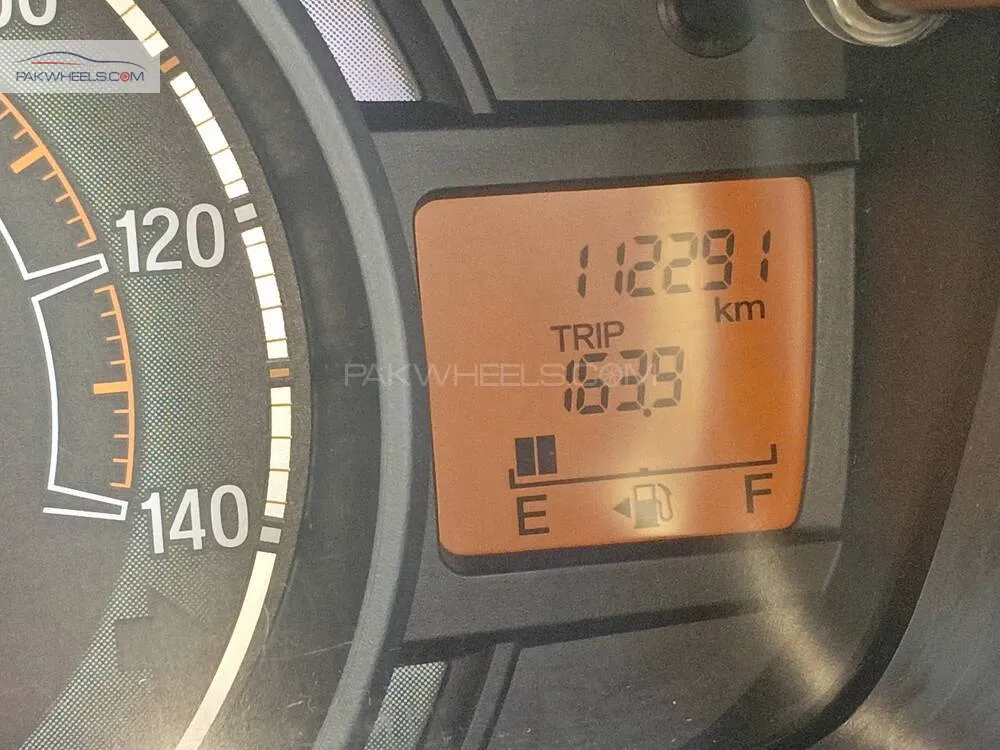 PAKWHEELS.COM
120
112291
km
TRIP
PAKWHEELS.COM
163.9
E F
140